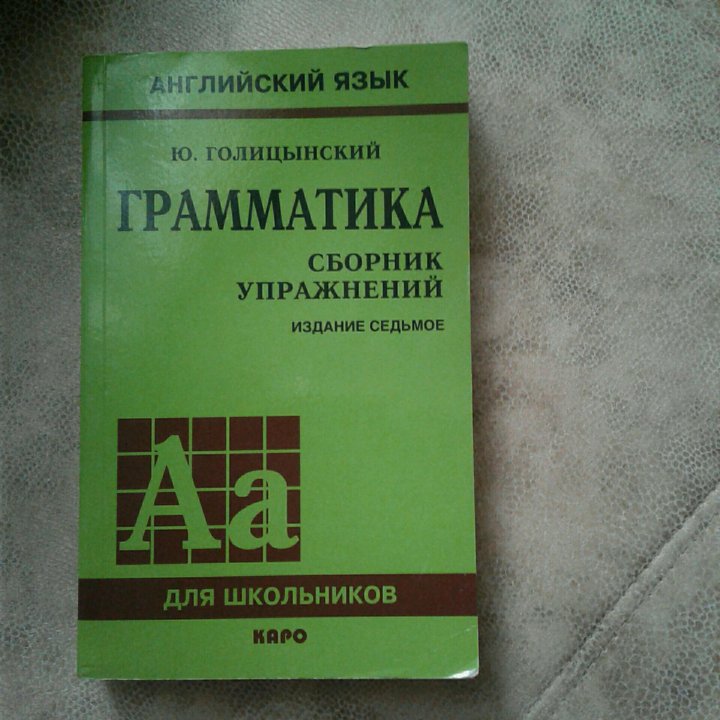 АНГЛИЙСКИЙ ЯЗЫК
Ю. ГОЛИЦЫНСКИЙ
ГРАММАТИКА
СБОРНИК
УПРАЖНЕНИЙ
ИЗДАНИЕ СЕДЬМОЕ
Aa
ДЛЯ ШКОЛЬНИКОВ
КАРО